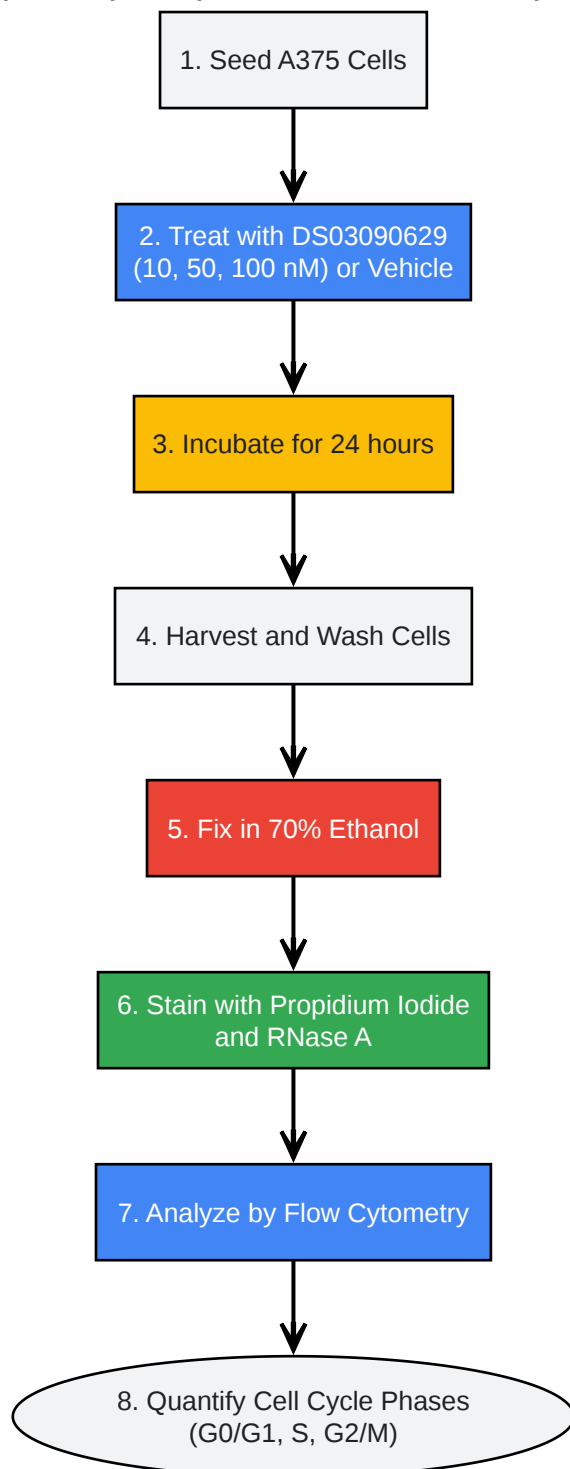 1. Seed A375 Cells
2. Treat with DS03090629
(10, 50, 100 nM) or Vehicle
3. Incubate for 24 hours
4. Harvest and Wash Cells
5. Fix in 70% Ethanol
6. Stain with Propidium Iodide
and RNase A
7. Analyze by Flow Cytometry
8. Quantify Cell Cycle Phases
(G0/G1, S, G2/M)